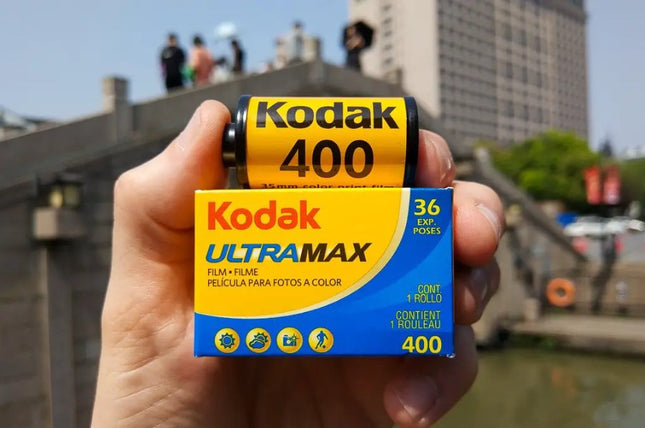 Kodak
400
35mm color print film
Kodak
36
EXP.
POSES
ULTRAMAX
FILM • FILME
PELÍCULA PARA FOTOS A COLOR
CONT.
1 ROLLO
CONTIENT
1 ROULEAU
400